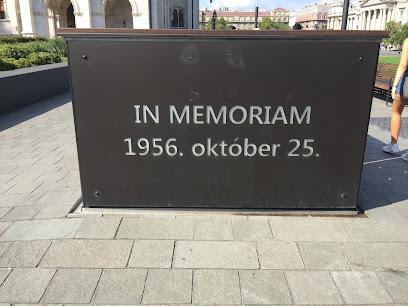 IN MEMORIAM
1956. október 25.